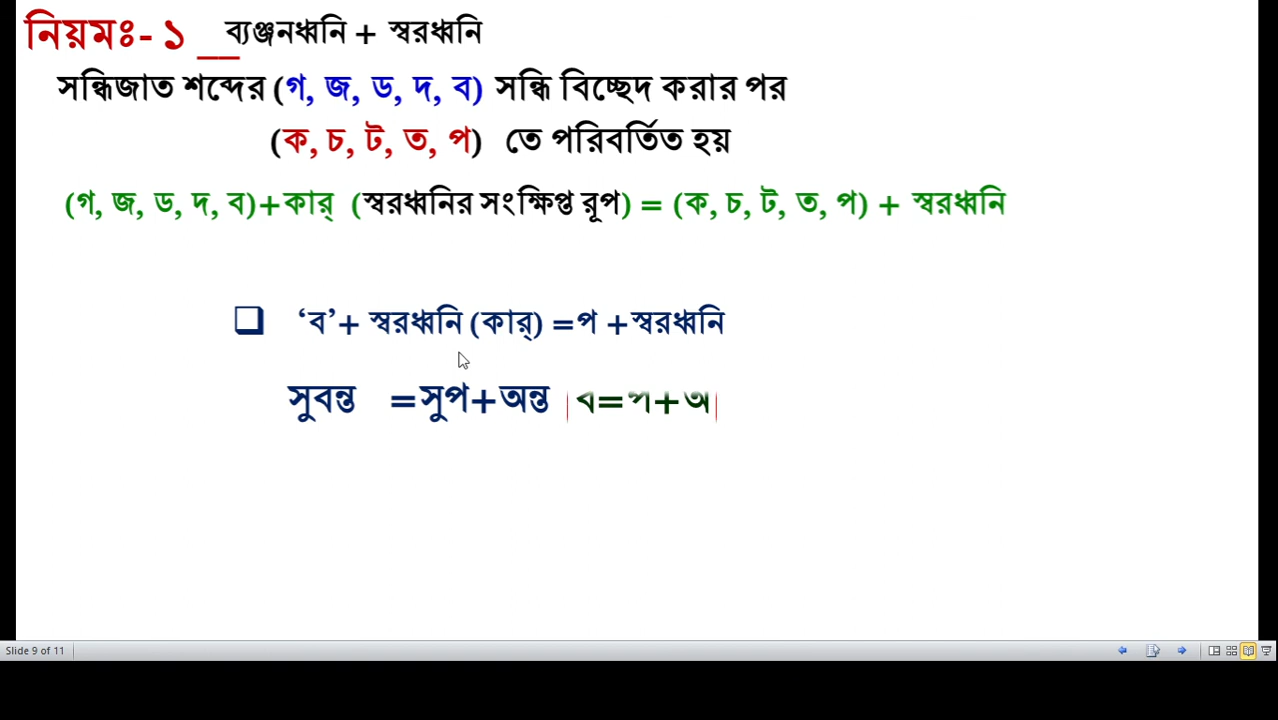 নিয়মঃ- ১ __ ব্যঞ্জনধ্বনি + স্বরধ্বনি
সন্ধিজাত শব্দের (গ, জ, ড, দ, ব) সন্ধি বিচ্ছেদ করার পর
(ক, চ, ট, ত, প) তে পরিবর্তিত হয়
(গ, জ, ড, দ, ব)+কার্ (স্বরধ্বনির সংক্ষিপ্ত রূপ) = (ক, চ, ট, ত, প) + স্বরধ্বনি
❑ ‘ব’+ স্বরধ্বনি (কার্) =প +স্বরধ্বনি
সুবন্ত =সুপ+অন্ত |ব=প+অ|
Slide 9 of 11